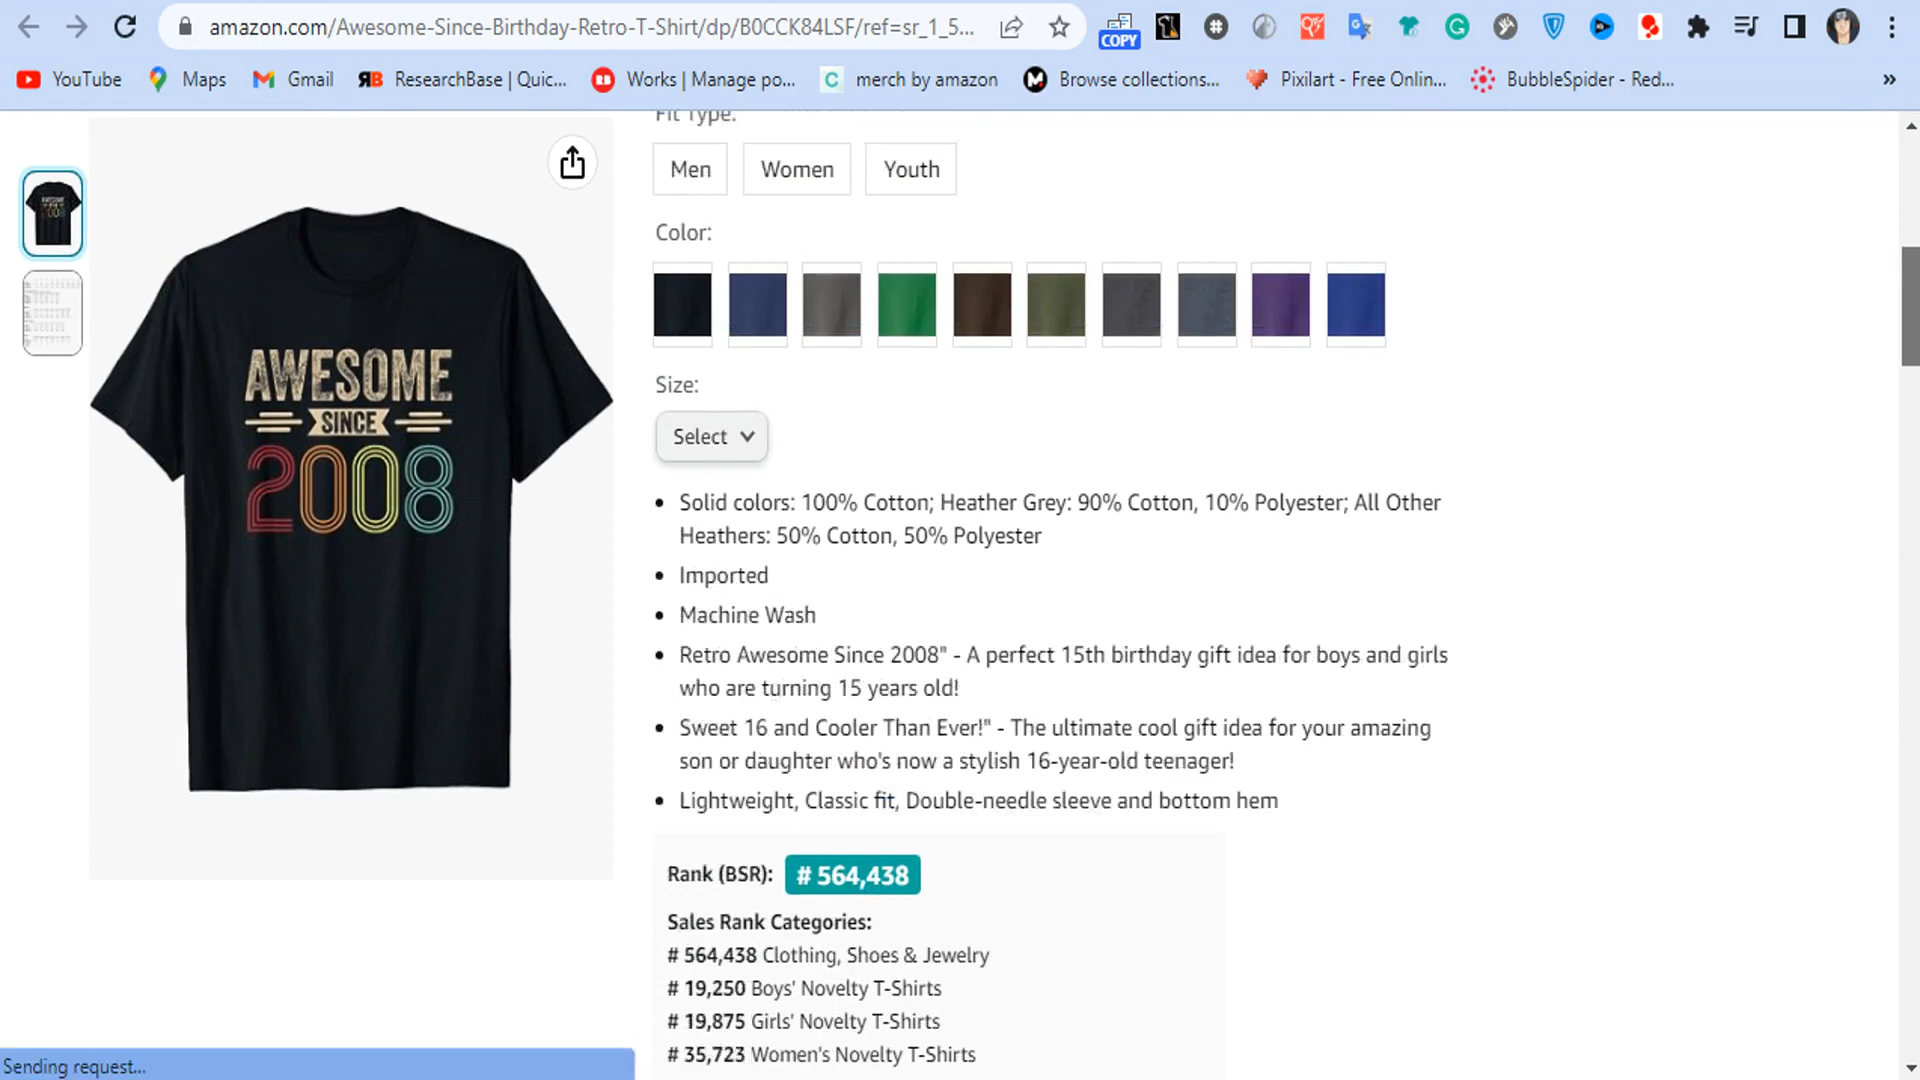 amazon.com/Awesome-Since-Birthday-Retro-T-Shirt/dp/B0CCK84LSF/ref=sr_1_5...
COPY
YouTube
Maps
Gmail
RB ResearchBase | Quic...
Works | Manage po...
C merch by amazon
Browse collections...
Pixilart - Free Onlin...
BubbleSpider - Red...
»
Fit Type:
Men
Women
Youth
Color:
Size:
Select
AWESOME
SINCE
2008
• Solid colors: 100% Cotton; Heather Grey: 90% Cotton, 10% Polyester; All Other
Heathers: 50% Cotton, 50% Polyester
• Imported
• Machine Wash
• Retro Awesome Since 2008" - A perfect 15th birthday gift idea for boys and girls
who are turning 15 years old!
• Sweet 16 and Cooler Than Ever!" - The ultimate cool gift idea for your amazing
son or daughter who's now a stylish 16-year-old teenager!
• Lightweight, Classic fit, Double-needle sleeve and bottom hem
Rank (BSR): # 564,438
Sales Rank Categories:
# 564,438 Clothing, Shoes & Jewelry
# 19,250 Boys' Novelty T-Shirts
# 19,875 Girls' Novelty T-Shirts
# 35,723 Women's Novelty T-Shirts
Sending request...